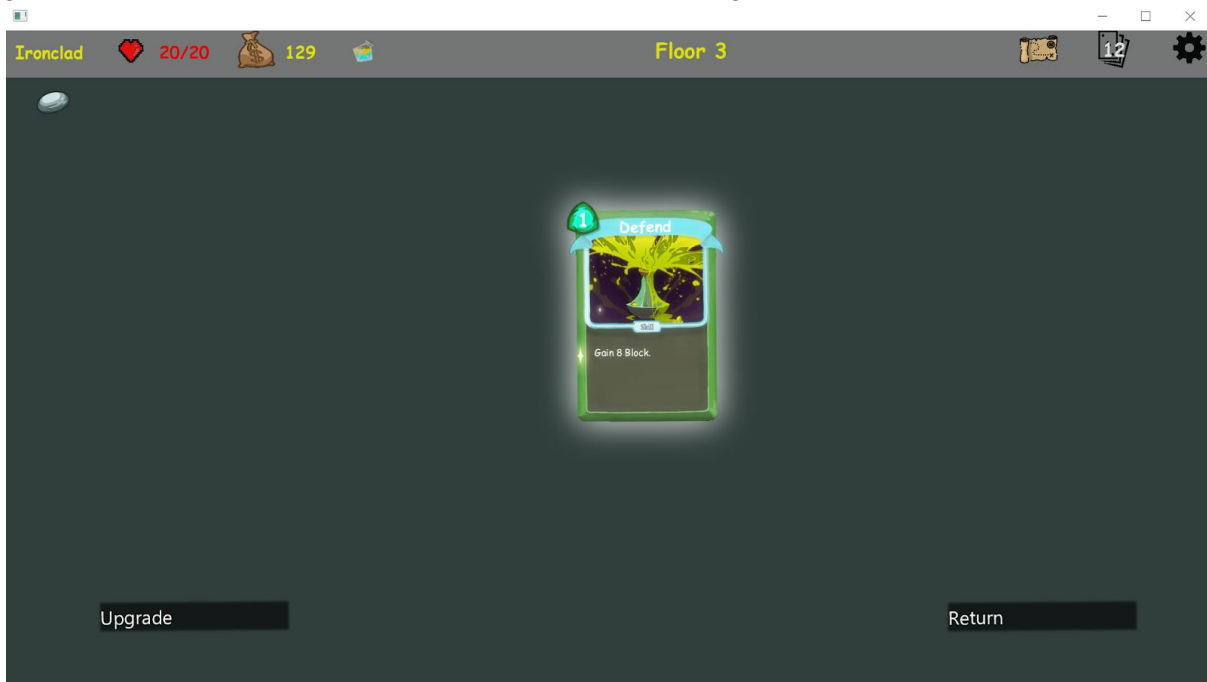 Ironclad 20/20 129 Floor 3 12
1
Defend
Skill
Gain 8 Block.
Upgrade
Return